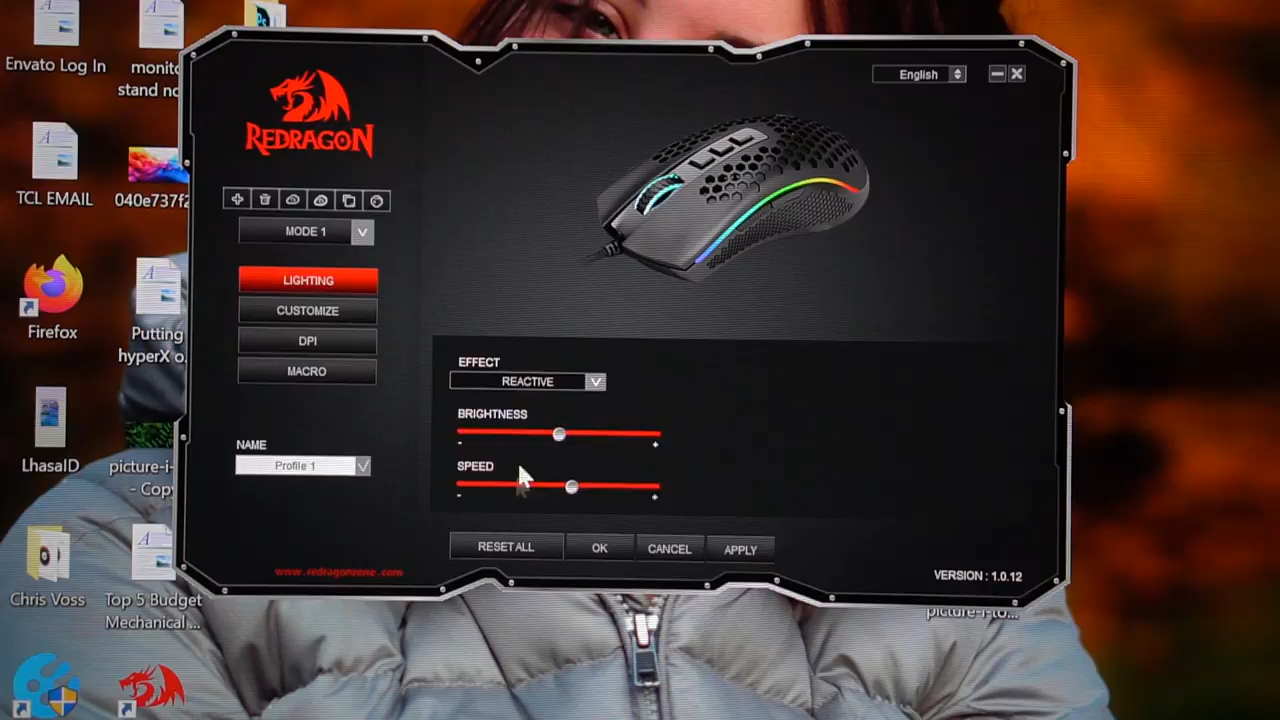 Envato Log In
monito
stand no
TCL EMAIL
040e737f2
Firefox
Putting
hyperX o...
LhasaID
picture-i-
- Copy
Chris Voss
Top 5 Budget
Mechanical ...
REDRAGON
English
MODE 1
LIGHTING
CUSTOMIZE
DPI
MACRO
NAME
Profile 1
www.redragonzone.com
EFFECT
REACTIVE
BRIGHTNESS
- +
SPEED
- +
RESET ALL
OK
CANCEL
APPLY
VERSION : 1.0.12
picture-i-to...